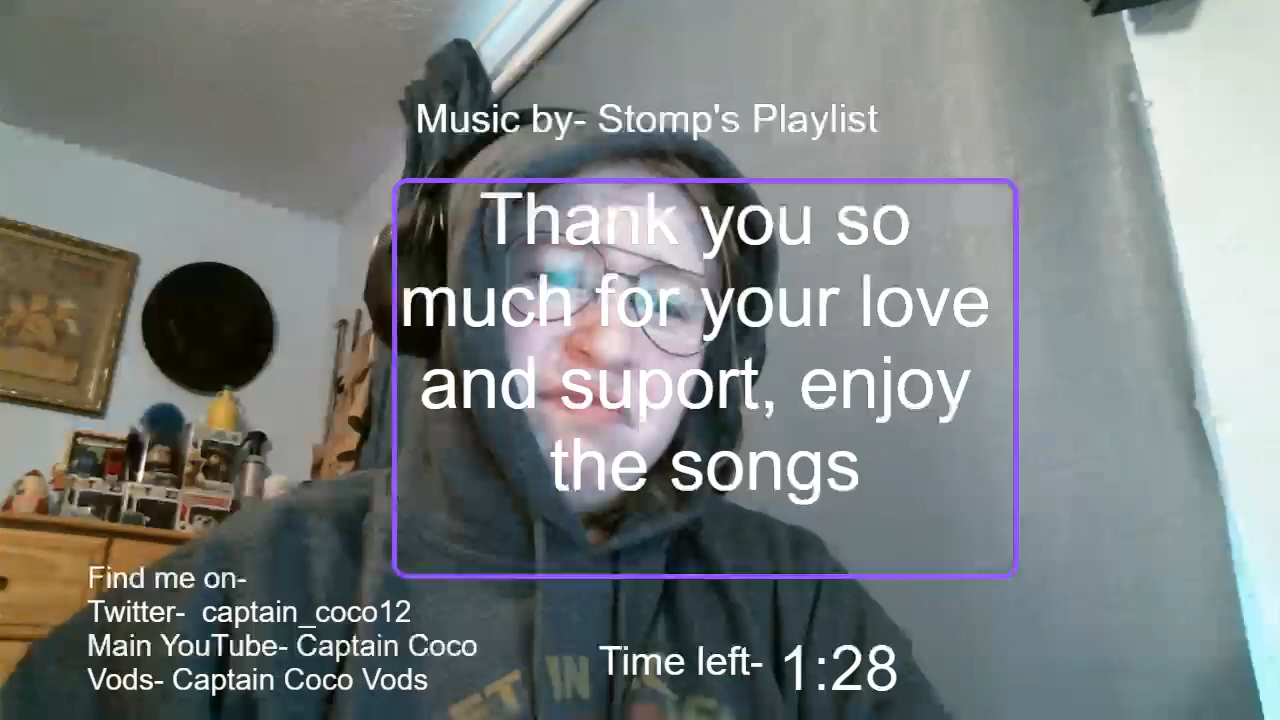 Music by- Stomp's Playlist
Thank you so
much for your love
and suport, enjoy
the songs
Find me on-
Twitter- captain_coco12
Main YouTube- Captain Coco
Vods- Captain Coco Vods
Time left- 1:28
IN